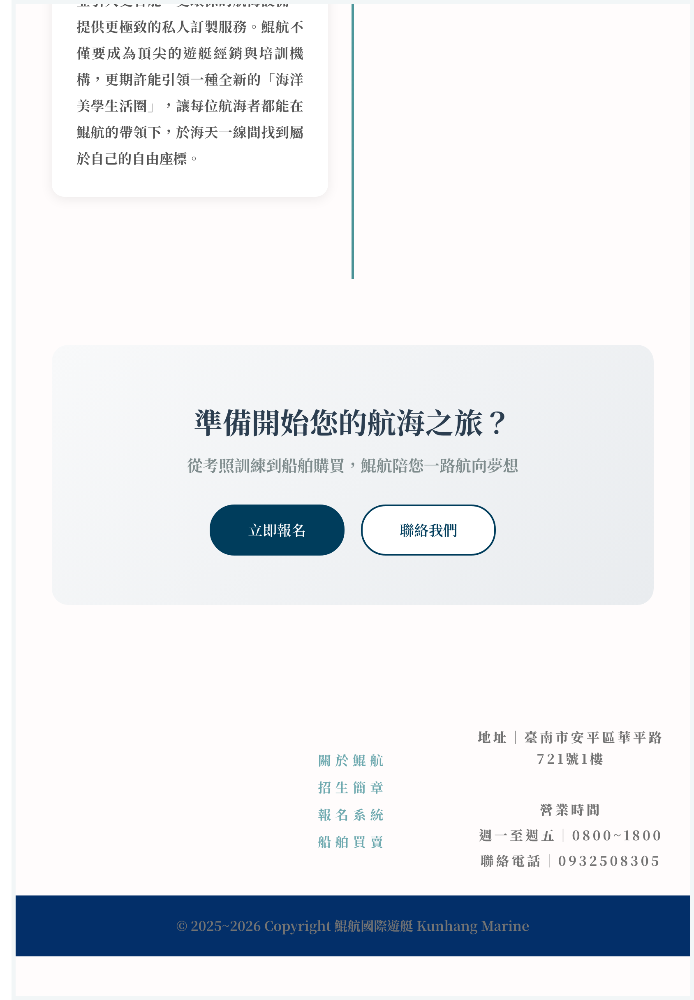 提供更極致的私人訂製服務。鯤航不
僅要成為頂尖的遊艇經銷與培訓機
構，更期許能引領一種全新的「海洋
美學生活圈」，讓每位航海者都能在
鯤航的帶領下，於海天一線間找到屬
於自己的自由座標。
準備開始您的航海之旅？
從考照訓練到船舶購買，鯤航陪您一路航向夢想
立即報名
聯絡我們
關於鯤航
招生簡章
報名系統
船舶買賣
地址｜臺南市安平區華平路
721號1樓
營業時間
週一至週五｜0800~1800
聯絡電話｜0932508305
© 2025~2026 Copyright 鯤航國際遊艇 Kunhang Marine